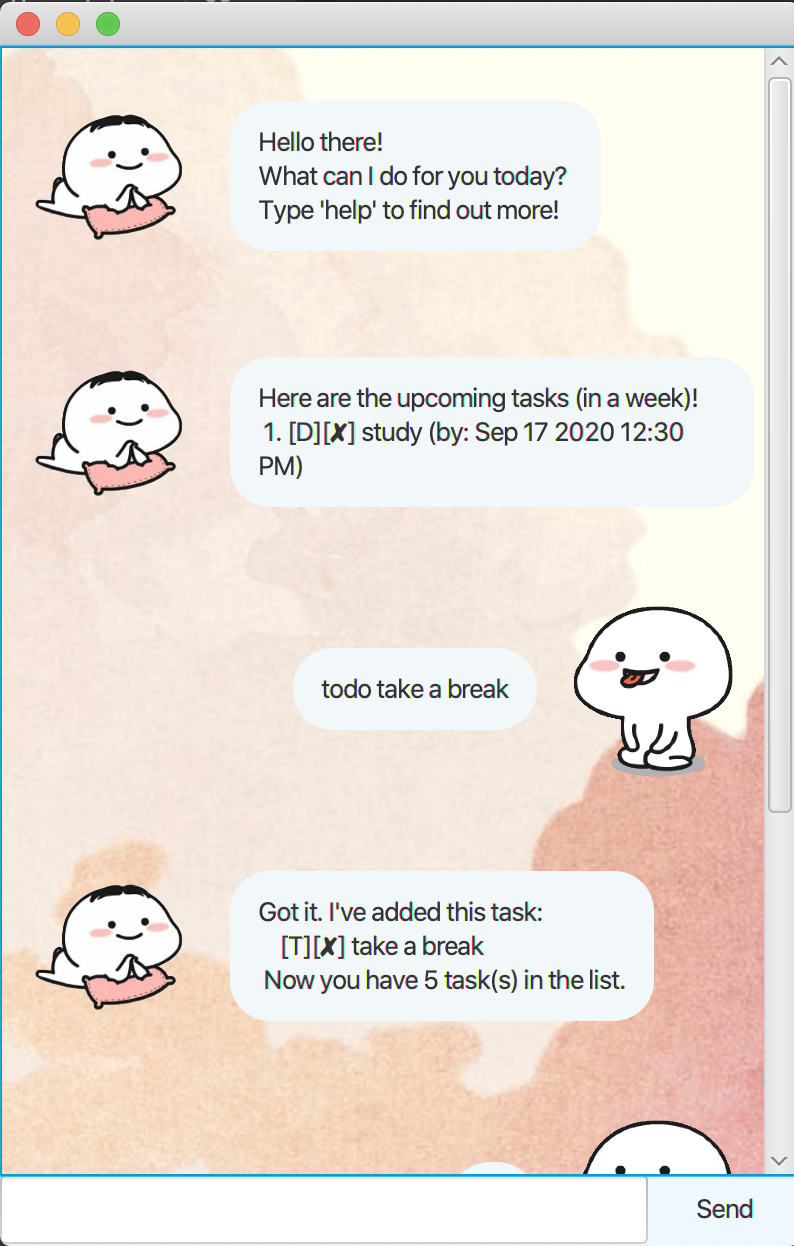 Hello there!
What can I do for you today?
Type 'help' to find out more!
Here are the upcoming tasks (in a week)!
1. [D][✘] study (by: Sep 17 2020 12:30
PM)
todo take a break
Got it. I've added this task:
[T][✘] take a break
Now you have 5 task(s) in the list.
Send